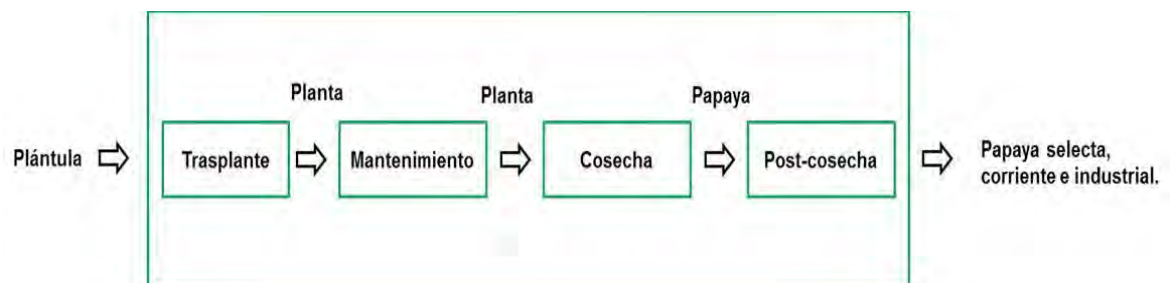 Planta
Planta
Papaya
Plántula
Trasplante
Mantenimiento
Cosecha
Post-cosecha
Papaya selecta,
corriente e industrial.